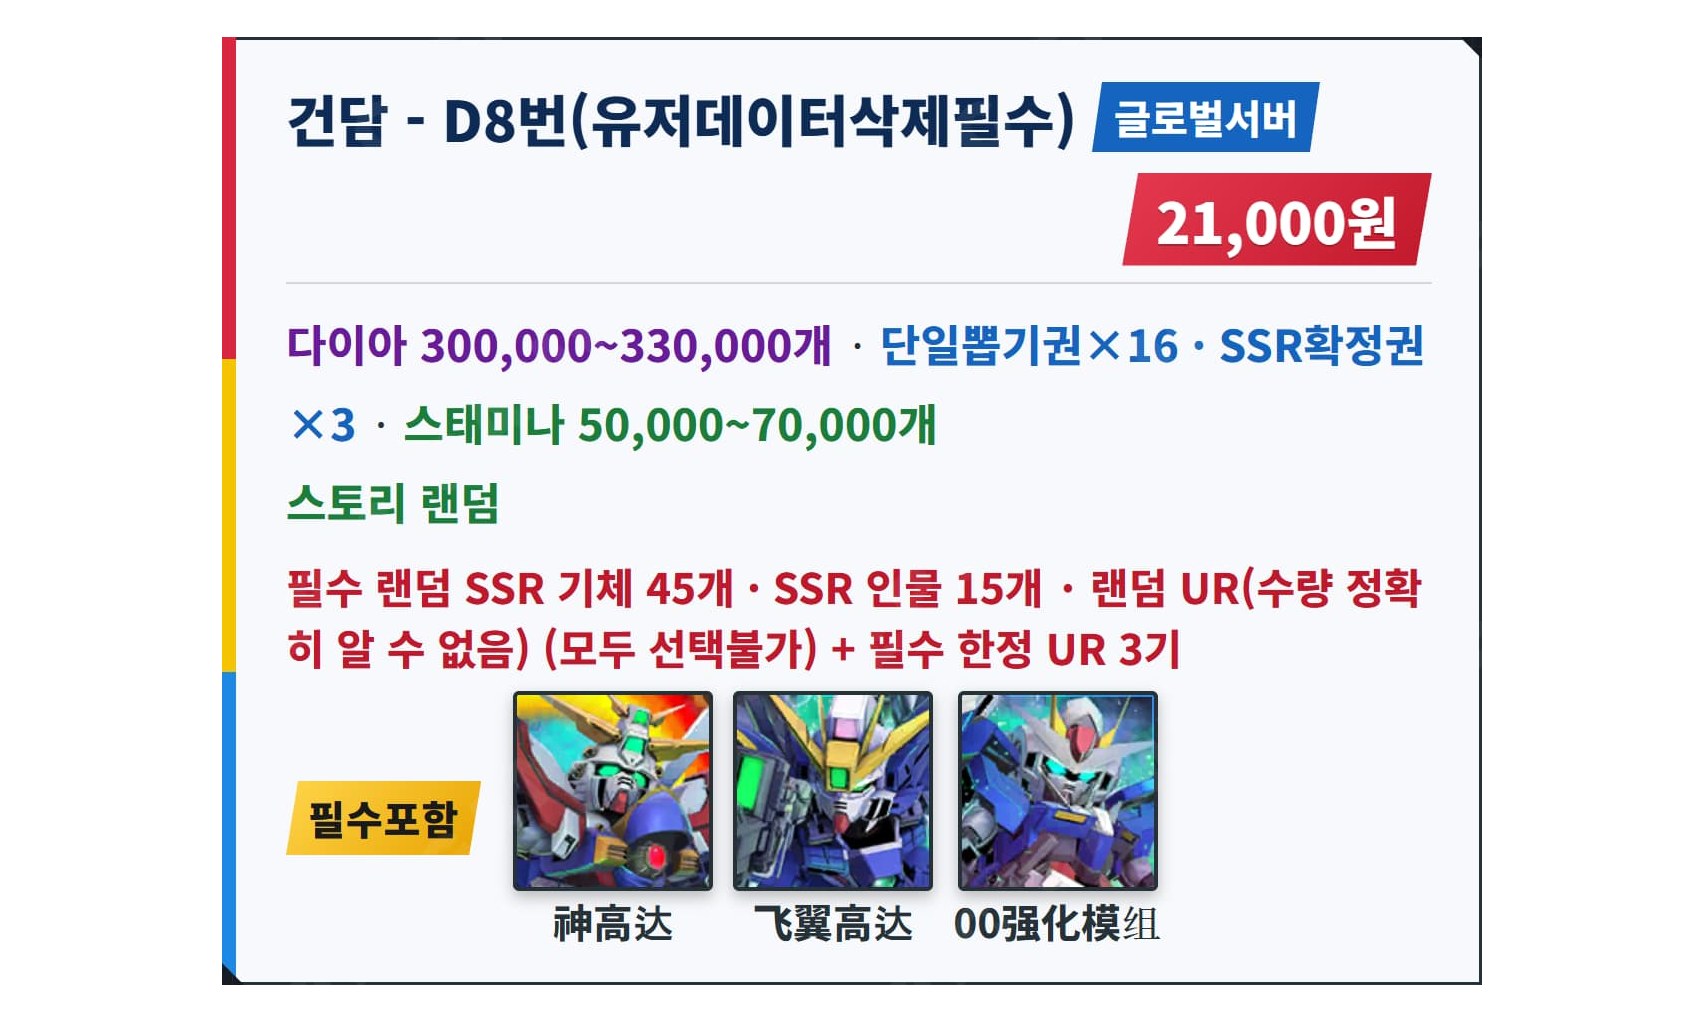 건담 - D8번(유저데이터삭제필수) 글로벌서버
21,000원
다이아 300,000~330,000개 · 단일뽑기권×16 · SSR확정권
×3 · 스태미나 50,000~70,000개
스토리 랜덤
필수 랜덤 SSR 기체 45개 · SSR 인물 15개 · 랜덤 UR(수량 정확
히 알 수 없음) (모두 선택불가) + 필수 한정 UR 3기
필수포함
神高达 飞翼高达 00强化模组